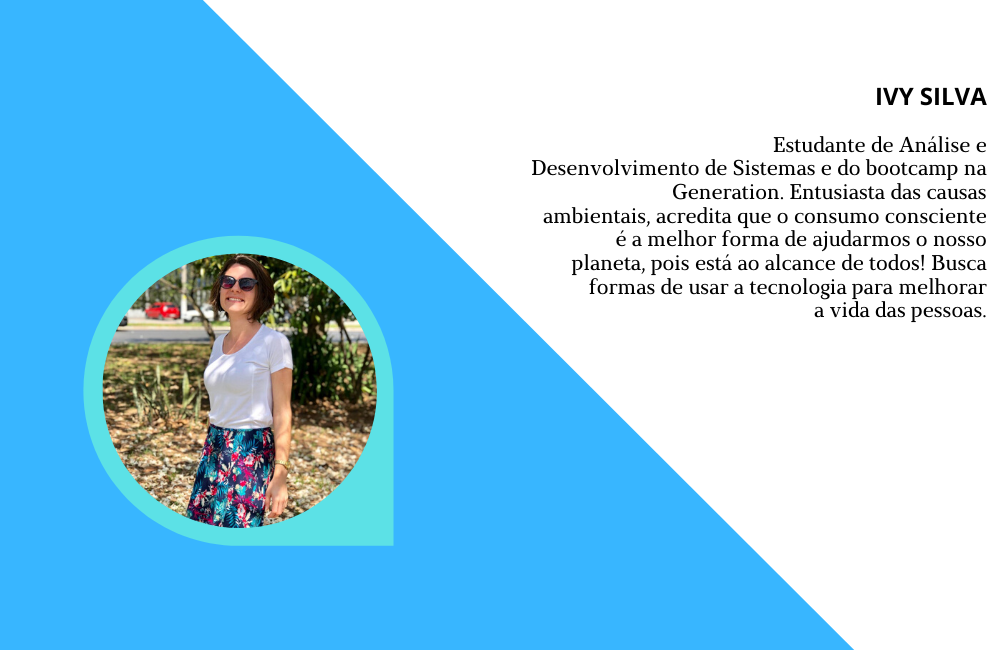 IVY SILVA
Estudante de Análise e
Desenvolvimento de Sistemas e do bootcamp na
Generation. Entusiasta das causas
ambientais, acredita que o consumo consciente
é a melhor forma de ajudarmos o nosso
planeta, pois está ao alcance de todos! Busca
formas de usar a tecnologia para melhorar
a vida das pessoas.